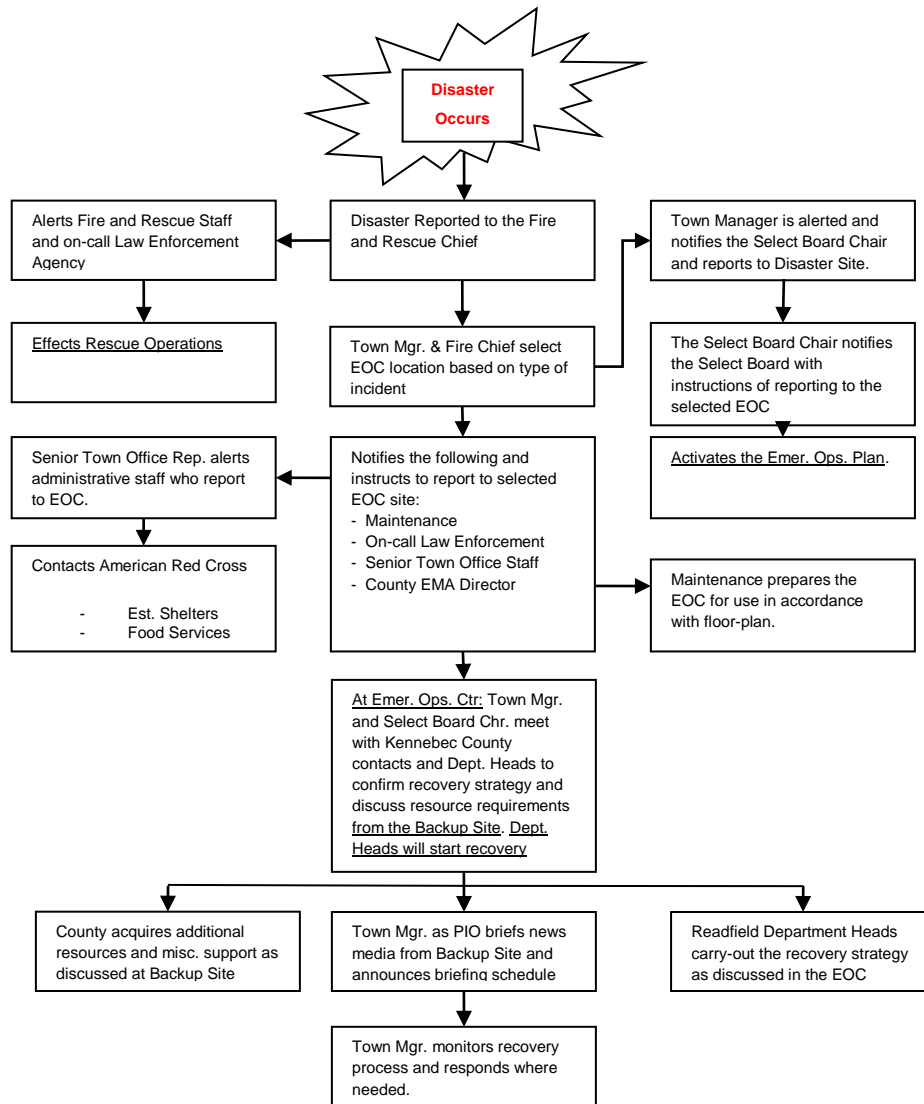 Disaster
Occurs
Alerts Fire and Rescue Staff
and on-call Law Enforcement
Agency
Disaster Reported to the Fire
and Rescue Chief
Town Manager is alerted and
notifies the Select Board Chair
and reports to Disaster Site.
Effects Rescue Operations
Town Mgr. & Fire Chief select
EOC location based on type of
incident
The Select Board Chair notifies
the Select Board with
instructions of reporting to the
selected EOC
Senior Town Office Rep. alerts
administrative staff who report
to EOC.
Notifies the following and
instructs to report to selected
EOC site:
- Maintenance
- On-call Law Enforcement
- Senior Town Office Staff
- County EMA Director
Activates the Emer. Ops. Plan.
Contacts American Red Cross
- Est. Shelters
- Food Services
Maintenance prepares the
EOC for use in accordance
with floor-plan.
At Emer. Ops. Ctr: Town Mgr.
and Select Board Chr. meet
with Kennebec County
contacts and Dept. Heads to
confirm recovery strategy and
discuss resource requirements
from the Backup Site. Dept.
Heads will start recovery
County acquires additional
resources and misc. support as
discussed at Backup Site
Town Mgr. as PIO briefs news
media from Backup Site and
announces briefing schedule
Readfield Department Heads
carry-out the recovery strategy
as discussed in the EOC
Town Mgr. monitors recovery
process and responds where
needed.